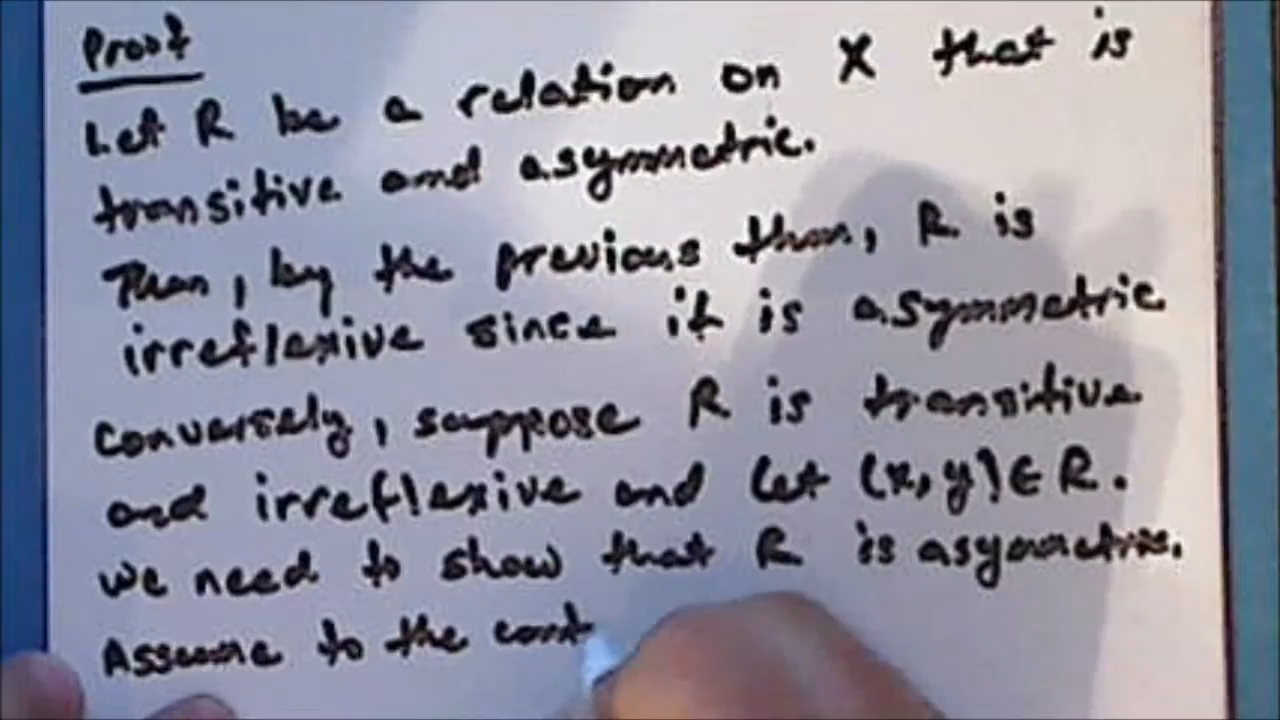 Proof
Let R be a relation on X that is
transitive and asymmetric.
Then, by the previous thm, R is
irreflexive since it is asymmetric
conversely, suppose R is transitive
and irreflexive and let (x,y)∈R.
we need to show that R is asymmetric.
Assume to the cont